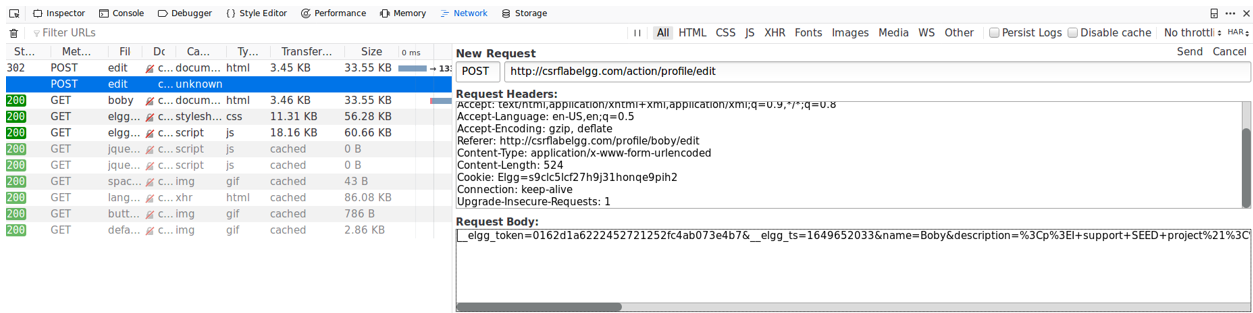 Inspector Console Debugger { } Style Editor Performance Memory Network Storage
Filter URLs All HTML CSS JS XHR Fonts Images Media WS Other Persist Logs Disable cache No throttli HAR
St... Met... Fil Dc Ca... Ty... Transfer... Size 0 ms
302 POST edit c... docum... html 3.45 KB 33.55 KB → 133
POST edit c... unknown
200 GET boby c... docum... html 3.46 KB 33.55 KB
200 GET elgg... c... stylesh... css 11.31 KB 56.28 KB
200 GET elgg... c... script js 18.16 KB 60.66 KB
200 GET jque... c... script js cached 0 B
200 GET jque... c... script js cached 0 B
200 GET spac... c... img gif cached 43 B
200 GET lang... c... xhr html cached 86.08 KB
200 GET butt... c... img gif cached 786 B
200 GET defa... c... img gif cached 2.86 KB
New Request Send Cancel
POST http://csrflabelgg.com/action/profile/edit
Request Headers:
Accept: text/html,application/xhtml+xml,application/xml;q=0.9,*/*;q=0.8
Accept-Language: en-US,en;q=0.5
Accept-Encoding: gzip, deflate
Referer: http://csrflabelgg.com/profile/boby/edit
Content-Type: application/x-www-form-urlencoded
Content-Length: 524
Cookie: Elgg=s9clc5lcf27h9j31honqe9pih2
Connection: keep-alive
Upgrade-Insecure-Requests: 1
Request Body:
__elgg_token=0162d1a6222452721252fc4ab073e4b7&__elgg_ts=1649652033&name=Boby&description=%3Cp%3EI+support+SEED+project%21%3C